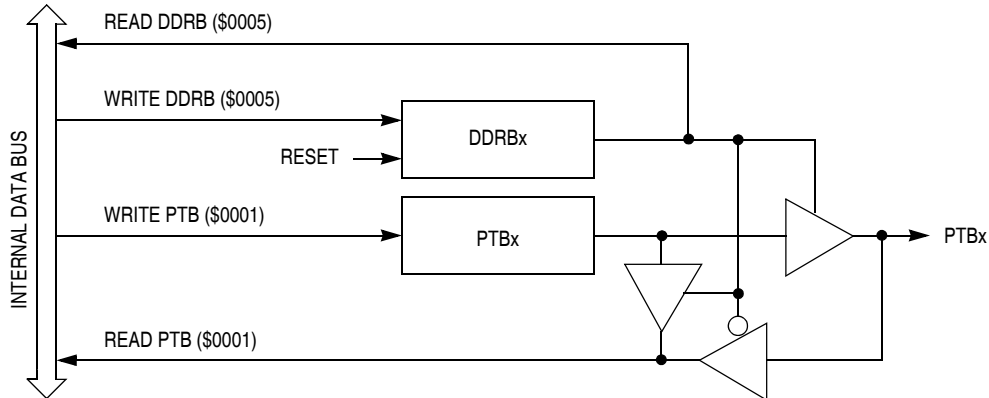 READ DDRB ($0005)
WRITE DDRB ($0005)
DDRBx
RESET
WRITE PTB ($0001)
PTBx
PTBx
READ PTB ($0001)
INTERNAL DATA BUS